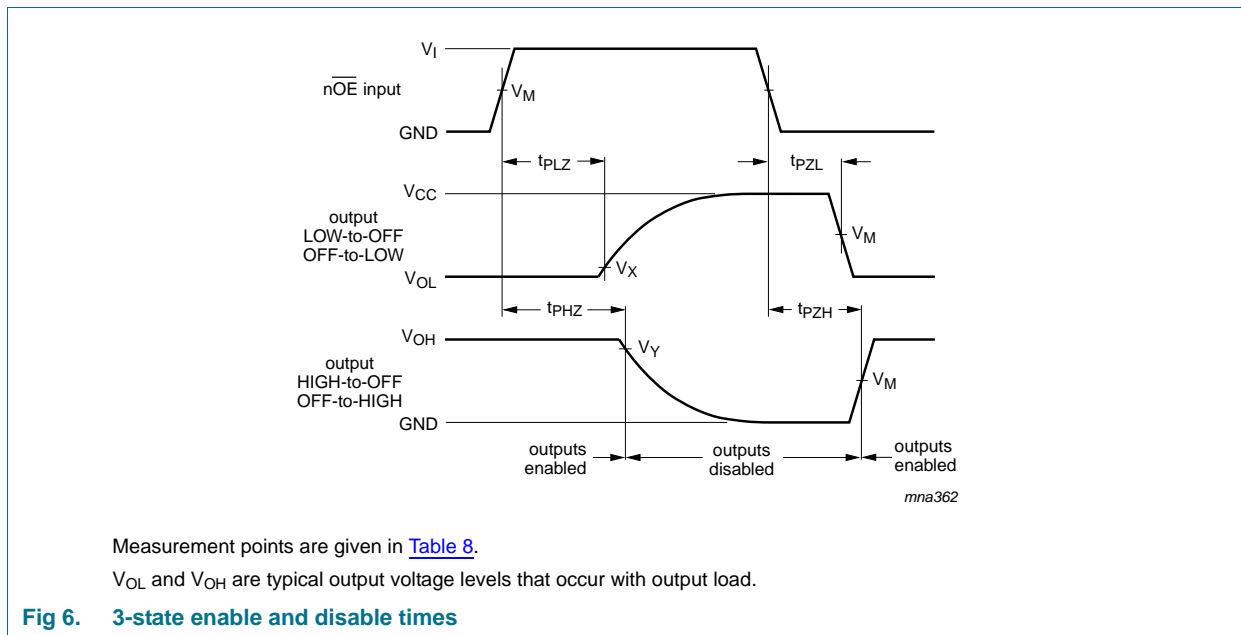 VI
nOE input
VM
GND
tPLZ
tPZL
VCC
output
LOW-to-OFF
OFF-to-LOW
VM
VX
VOL
tPHZ
tPZH
VOH
VY
output
HIGH-to-OFF
OFF-to-HIGH
VM
GND
outputs
enabled
outputs
disabled
outputs
enabled
mna362
Measurement points are given in Table 8.
VOL and VOH are typical output voltage levels that occur with output load.
Fig 6. 3-state enable and disable times